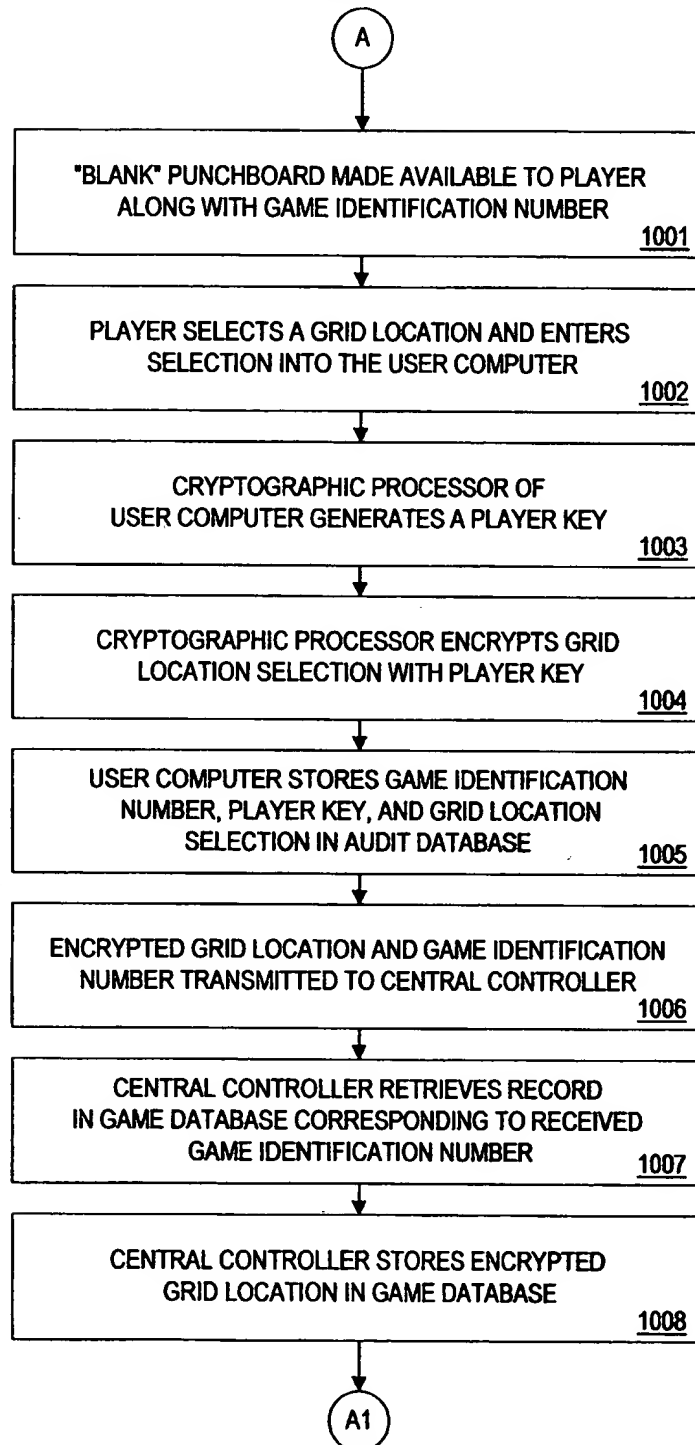 A
"BLANK" PUNCHBOARD MADE AVAILABLE TO PLAYER
ALONG WITH GAME IDENTIFICATION NUMBER
1001
PLAYER SELECTS A GRID LOCATION AND ENTERS
SELECTION INTO THE USER COMPUTER
1002
CRYPTOGRAPHIC PROCESSOR OF
USER COMPUTER GENERATES A PLAYER KEY
1003
CRYPTOGRAPHIC PROCESSOR ENCRYPTS GRID
LOCATION SELECTION WITH PLAYER KEY
1004
USER COMPUTER STORES GAME IDENTIFICATION
NUMBER, PLAYER KEY, AND GRID LOCATION
SELECTION IN AUDIT DATABASE
1005
ENCRYPTED GRID LOCATION AND GAME IDENTIFICATION
NUMBER TRANSMITTED TO CENTRAL CONTROLLER
1006
CENTRAL CONTROLLER RETRIEVES RECORD
IN GAME DATABASE CORRESPONDING TO RECEIVED
GAME IDENTIFICATION NUMBER
1007
CENTRAL CONTROLLER STORES ENCRYPTED
GRID LOCATION IN GAME DATABASE
1008
A1